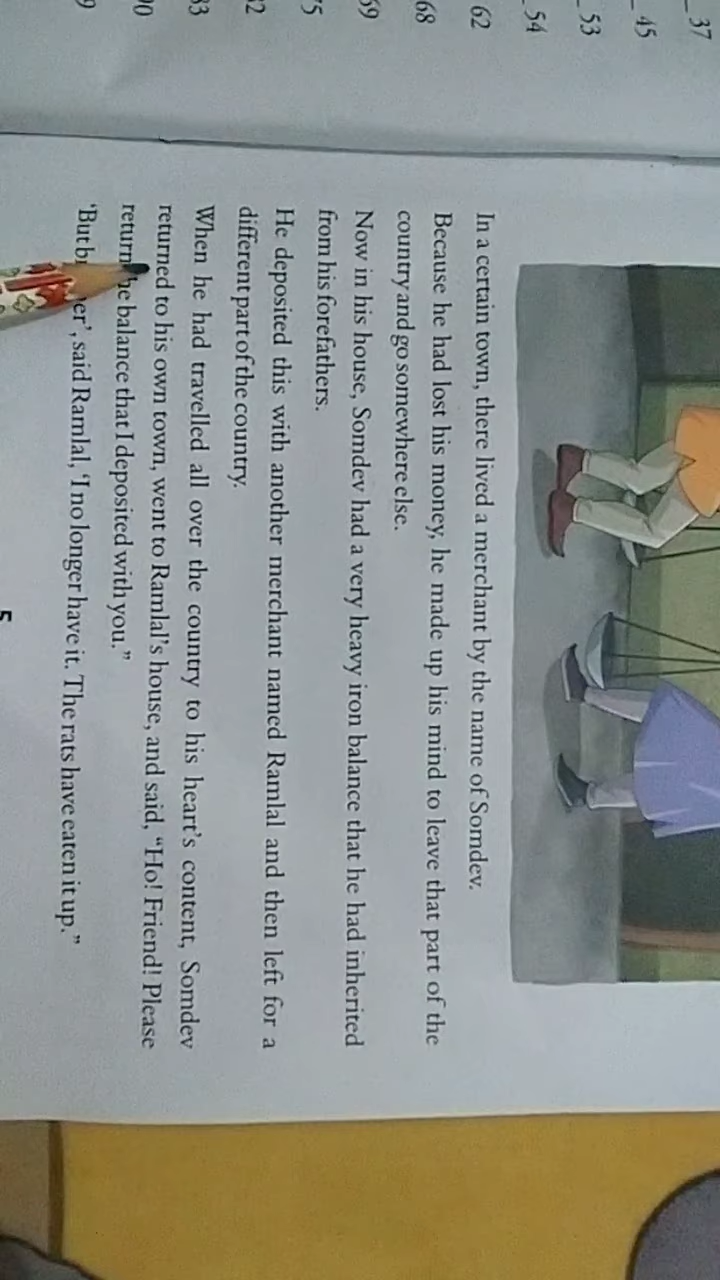 37
45
53
54
62
68
In a certain town, there lived a merchant by the name of Somdev.
Because he had lost his money, he made up his mind to leave that part of the
country and go somewhere else.
Now in his house, Somdev had a very heavy iron balance that he had inherited
from his forefathers.
He deposited this with another merchant named Ramlal and then left for a
different part of the country.
When he had travelled all over the country to his heart's content, Somdev
returned to his own town, went to Ramlal's house, and said, “Ho! Friend! Please
return he balance that I deposited with you.”
‘But er’, said Ramlal, ‘I no longer have it. The rats have eaten it up.”
5